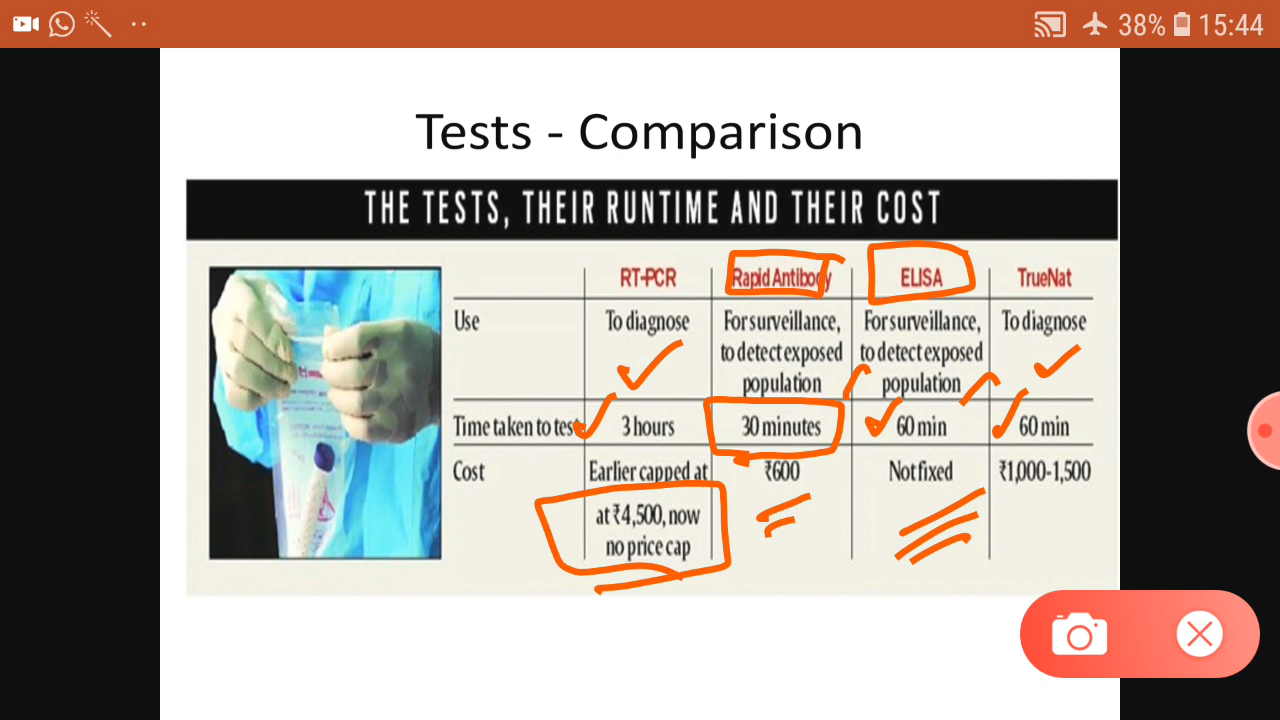 38% 15:44
Tests - Comparison
THE TESTS, THEIR RUNTIME AND THEIR COST
RT-PCR Rapid Antibody ELISA TrueNat
Use To diagnose For surveillance, For surveillance, To diagnose
to detect exposed to detect exposed
population population
Time taken to test 3 hours 30 minutes 60 min 60 min
Cost Earlier capped at ₹600 Not fixed ₹1,000-1,500
at ₹4,500, now
no price cap